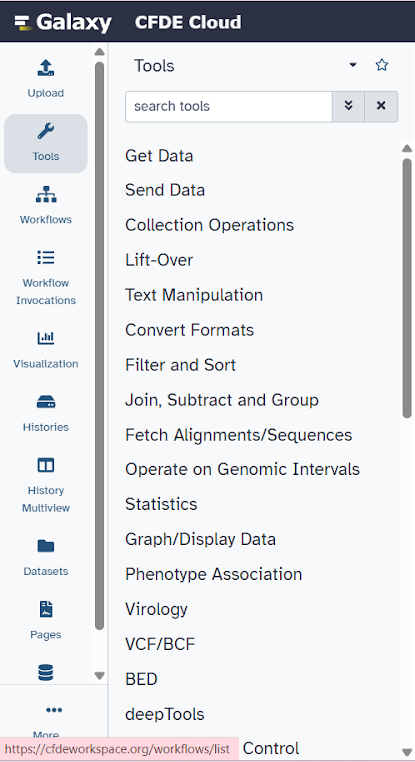 Galaxy CFDE Cloud
Upload
Tools
Workflows
Workflow
Invocations
Visualization
Histories
History
Multiview
Datasets
Pages
More
Tools
search tools
Get Data
Send Data
Collection Operations
Lift-Over
Text Manipulation
Convert Formats
Filter and Sort
Join, Subtract and Group
Fetch Alignments/Sequences
Operate on Genomic Intervals
Statistics
Graph/Display Data
Phenotype Association
Virology
VCF/BCF
BED
deepTools
Control
https://cfdeworkspace.org/workflows/list